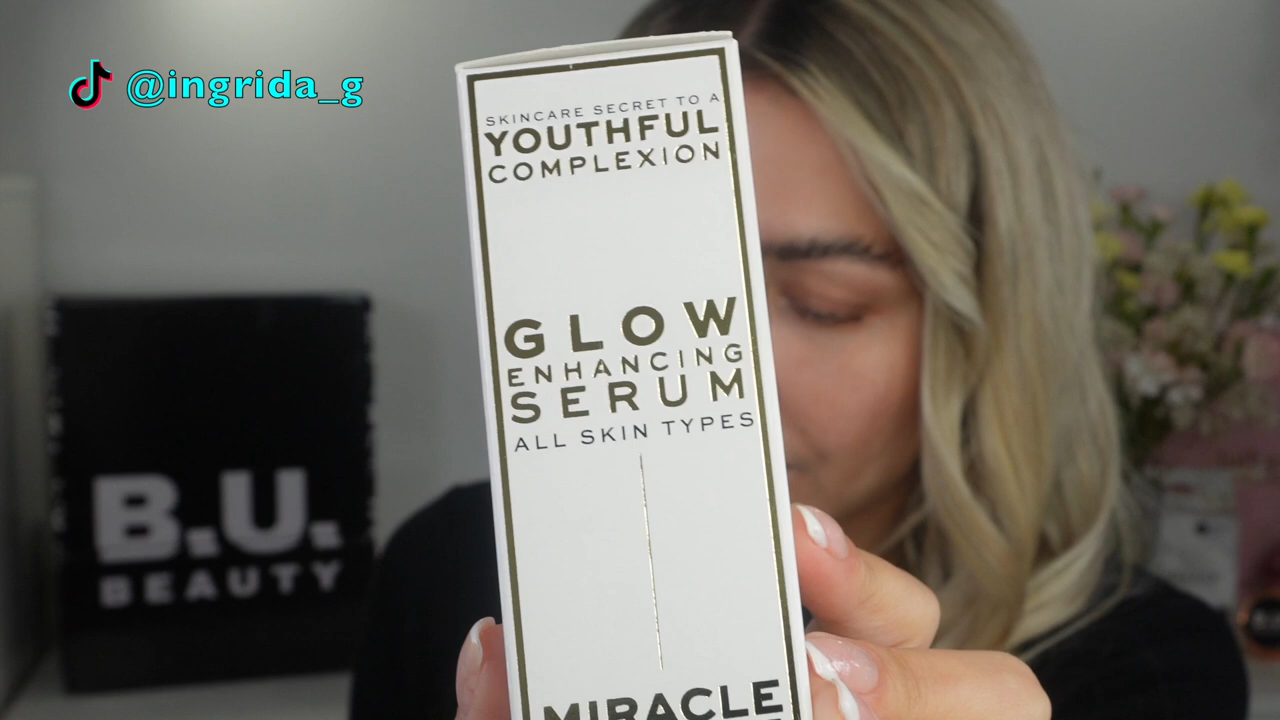 @ingrida_g
SKINCARE SECRET TO A
YOUTHFUL
COMPLEXION
GLOW
ENHANCING
SERUM
ALL SKIN TYPES
MIRACLE
B.U.
BEAUTY